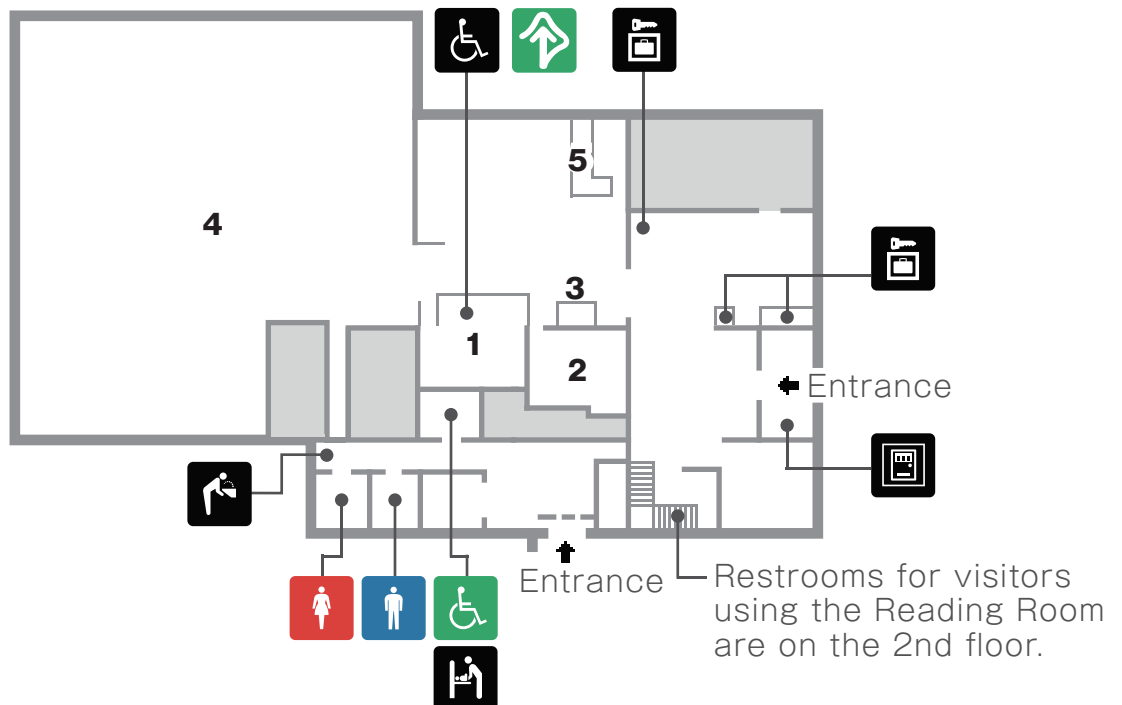 5
4
3
1
2
Entrance
Entrance
Restrooms for visitors
using the Reading Room
are on the 2nd floor.